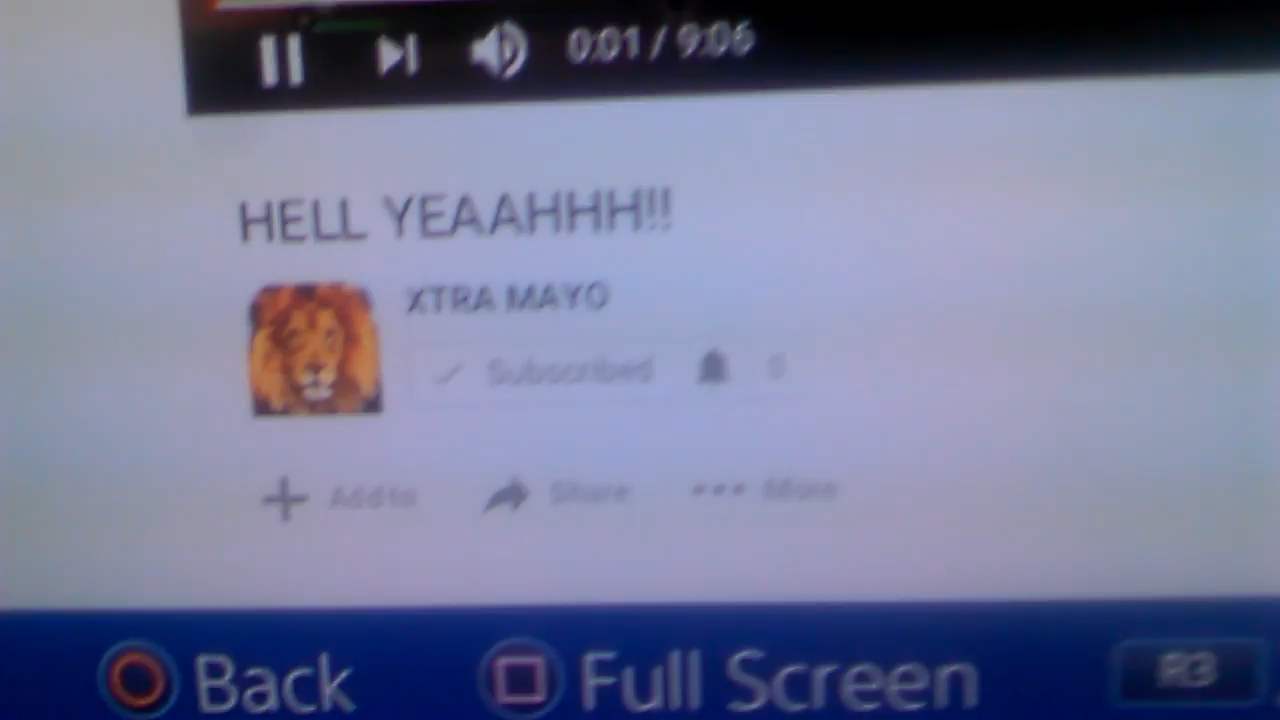 0:01 / 9:06
HELL YEAAHHH!!
XTRA MAYO
Subscribed
Add to Share More
Back Full Screen R3